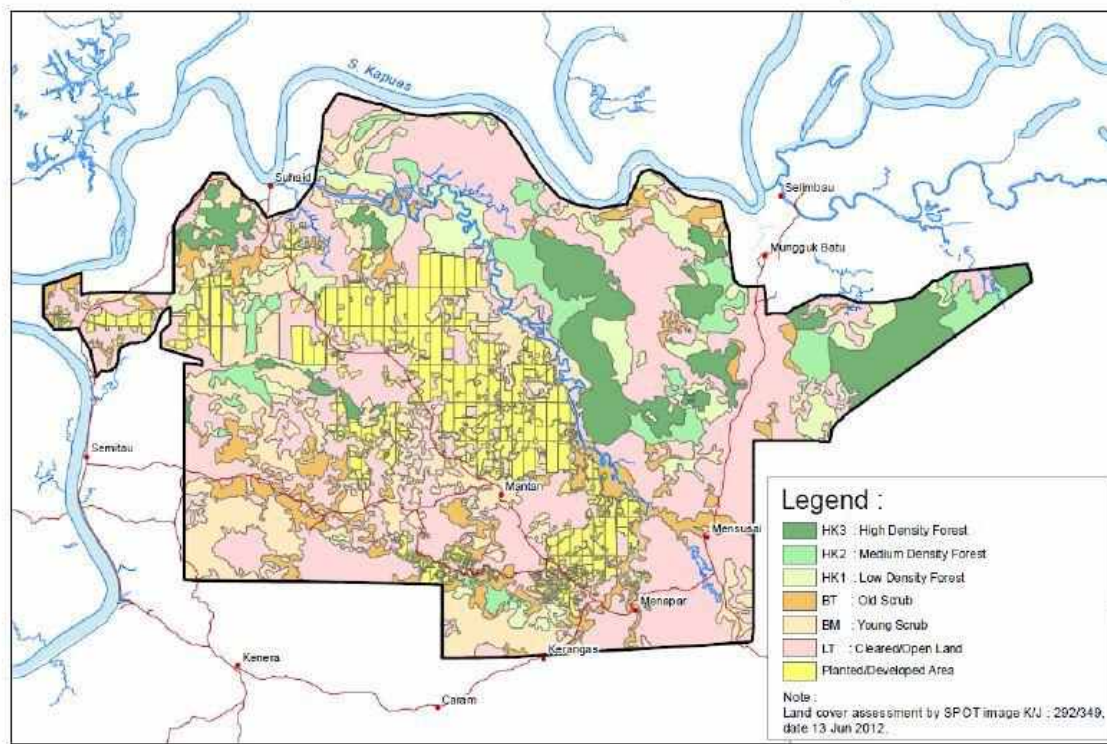 S. Kapuas
Suhaid
Selimbau
Mungguk Batu
Semitau
Mantan
Mensusai
Menapar
Kerangas
Kenera
Caram
Legend :
HK3 : High Density Forest
HK2 : Medium Density Forest
HK1 : Low Density Forest
BT : Old Scrub
BM : Young Scrub
LT : Cleared/Open Land
Planted/Developed Area
Note :
Land cover assessment by SPOT image K/J : 292/349,
date 13 Jun 2012.